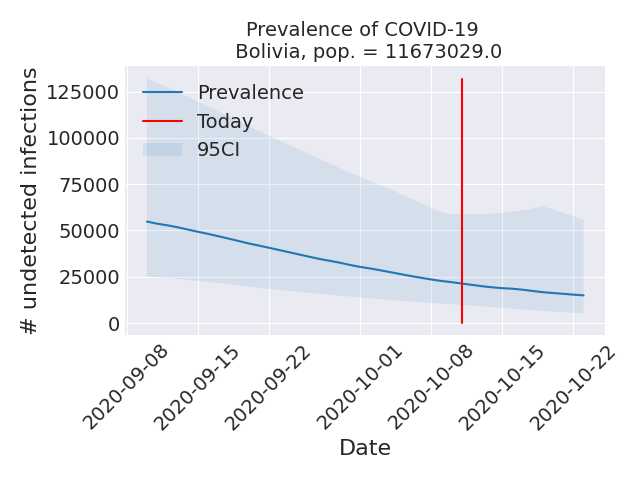 Prevalence of COVID-19
Bolivia, pop. = 11673029.0
# undetected infections
125000
100000
75000
50000
25000
0
Prevalence
Today
95CI
2020-09-08
2020-09-15
2020-09-22
2020-10-01
2020-10-08
2020-10-15
2020-10-22
Date